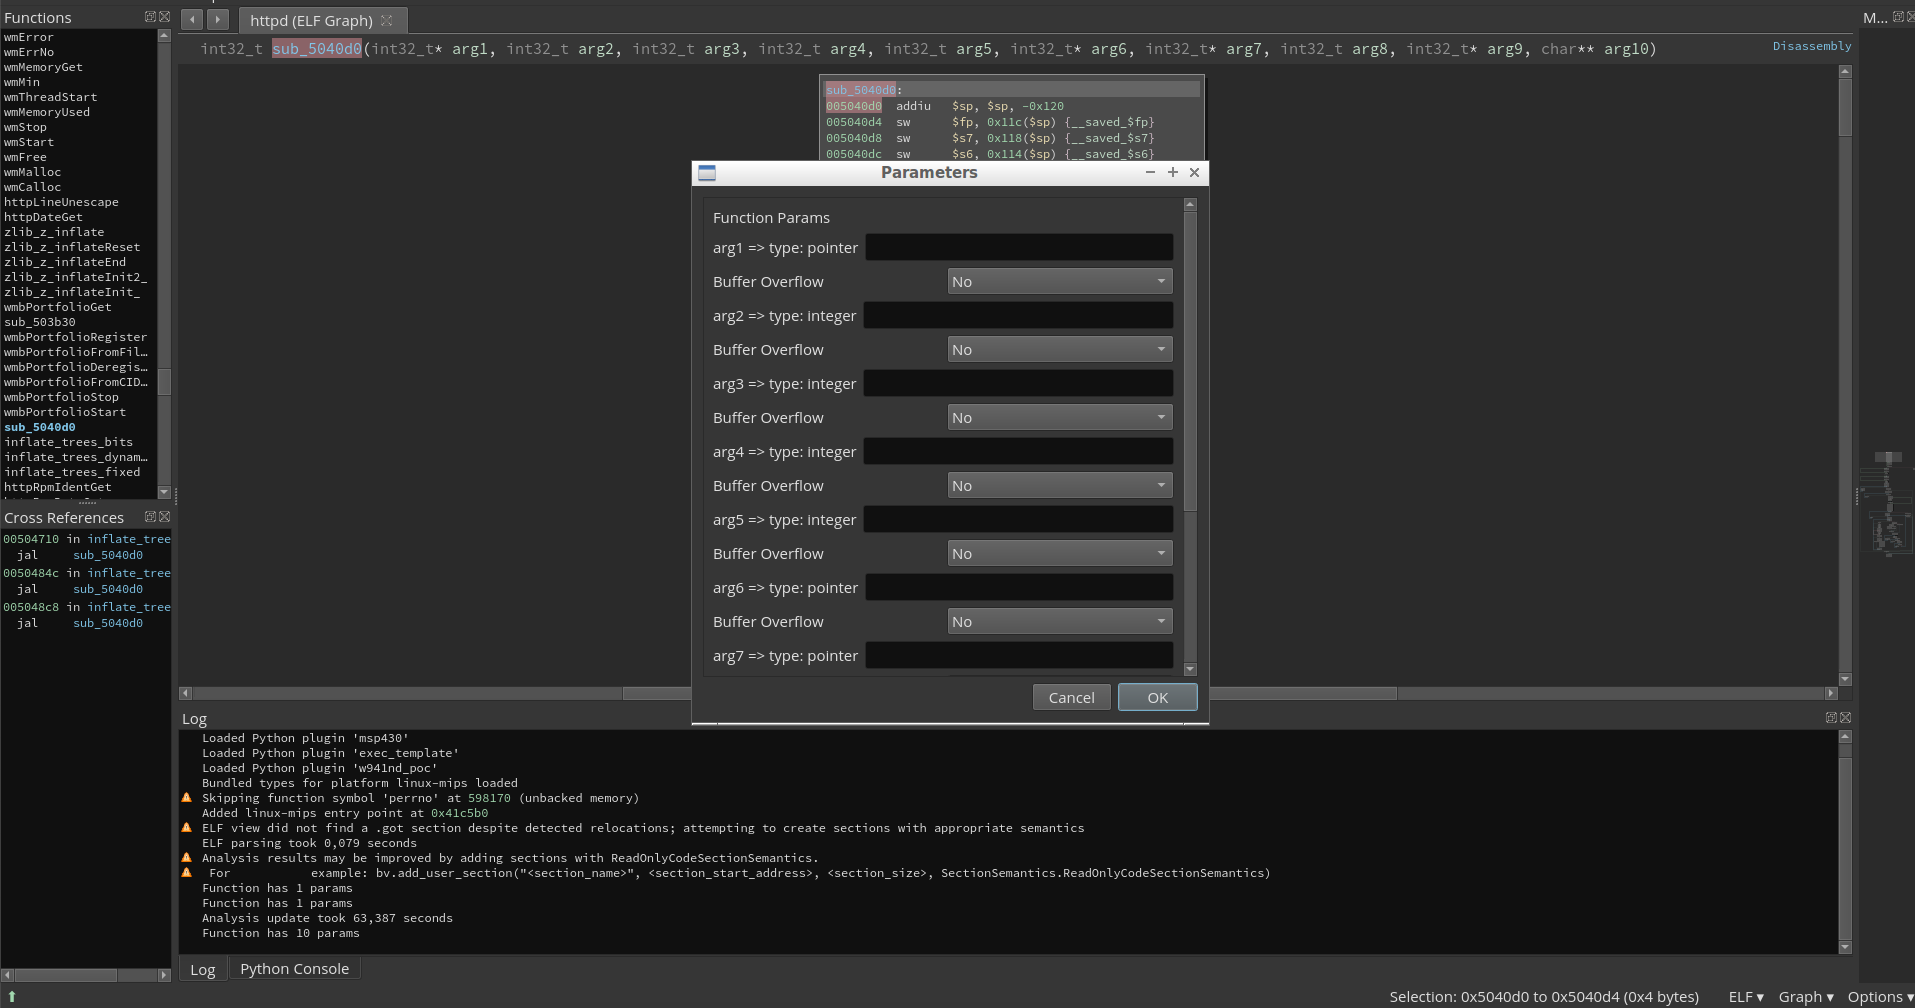 Functions
wmError
wmErrNo
wmMemoryGet
wmMin
wmThreadStart
wmMemoryUsed
wmStop
wmStart
wmFree
wmMalloc
wmCalloc
httpLineUnescape
httpDateGet
zlib_z_inflate
zlib_z_inflateReset
zlib_z_inflateEnd
zlib_z_inflateInit2_
zlib_z_inflateInit_
wmbPortfolioGet
sub_503b30
wmbPortfolioRegister
wmbPortfolioFromFil…
wmbPortfolioDeregis…
wmbPortfolioFromCID…
wmbPortfolioStop
wmbPortfolioStart
sub_5040d0
inflate_trees_bits
inflate_trees_dynam…
inflate_trees_fixed
httpRpmIdentGet
Cross References
00504710 in inflate_tree
jal sub_5040d0
0050484c in inflate_tree
jal sub_5040d0
005048c8 in inflate_tree
jal sub_5040d0
httpd (ELF Graph)
int32_t sub_5040d0(int32_t* arg1, int32_t arg2, int32_t arg3, int32_t arg4, int32_t arg5, int32_t* arg6, int32_t* arg7, int32_t arg8, int32_t* arg9, char** arg10)
Disassembly
M...
sub_5040d0:
005040d0 addiu $sp, $sp, -0x120
005040d4 sw $fp, 0x11c($sp) {__saved_$fp}
005040d8 sw $s7, 0x118($sp) {__saved_$s7}
005040dc sw $s6, 0x114($sp) {__saved_$s6}
Parameters
Function Params
arg1 => type: pointer
Buffer Overflow No
arg2 => type: integer
Buffer Overflow No
arg3 => type: integer
Buffer Overflow No
arg4 => type: integer
Buffer Overflow No
arg5 => type: integer
Buffer Overflow No
arg6 => type: pointer
Buffer Overflow No
arg7 => type: pointer
Cancel OK
Log
Loaded Python plugin 'msp430'
Loaded Python plugin 'exec_template'
Loaded Python plugin 'w941nd_poc'
Bundled types for platform linux-mips loaded
Skipping function symbol 'perrno' at 598170 (unbacked memory)
Added linux-mips entry point at 0x41c5b0
ELF view did not find a .got section despite detected relocations; attempting to create sections with appropriate semantics
ELF parsing took 0,079 seconds
Analysis results may be improved by adding sections with ReadOnlyCodeSectionSemantics.
For example: bv.add_user_section("<section_name>", <section_start_address>, <section_size>, SectionSemantics.ReadOnlyCodeSectionSemantics)
Function has 1 params
Function has 1 params
Analysis update took 63,387 seconds
Function has 10 params
Log Python Console
Selection: 0x5040d0 to 0x5040d4 (0x4 bytes) ELF ▾ Graph ▾ Options ▾